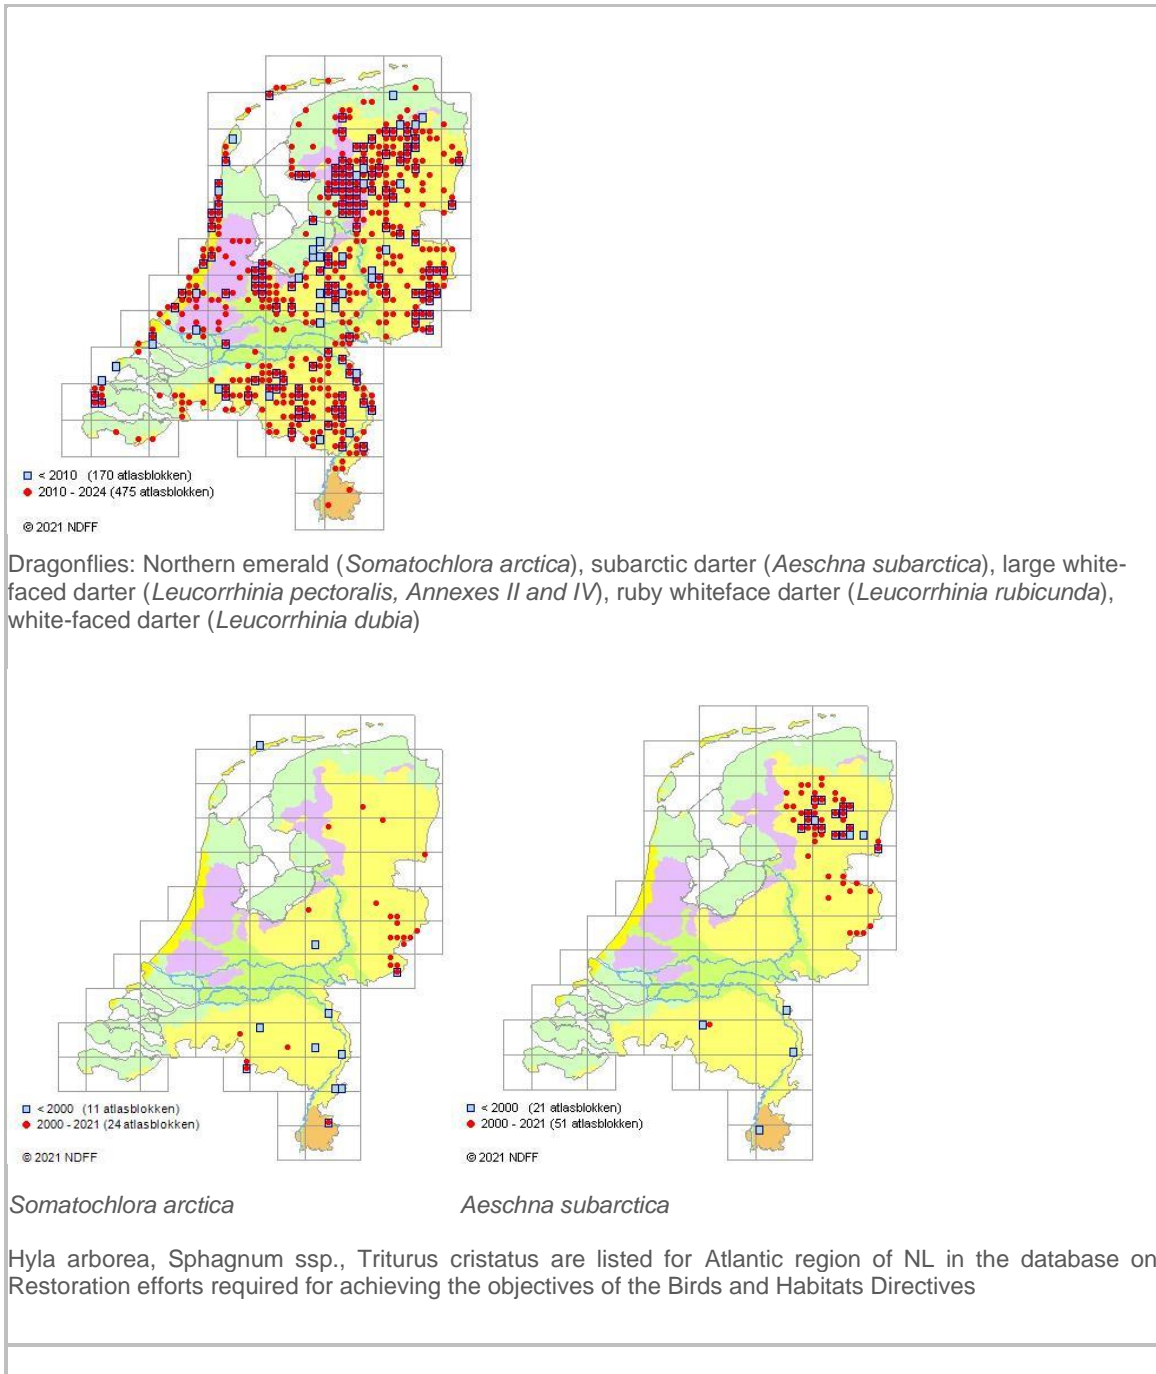 < 2010 (170 atlasblokken)
2010 - 2024 (475 atlasblokken)
© 2021 NDFF
Dragonflies: Northern emerald (Somatochlora arctica), subarctic darter (Aeschna subarctica), large white-
faced darter (Leucorrhinia pectoralis, Annexes II and IV), ruby whiteface darter (Leucorrhinia rubicunda),
white-faced darter (Leucorrhinia dubia)
< 2000 (11 atlasblokken)
2000 - 2021 (24 atlasblokken)
© 2021 NDFF
< 2000 (21 atlasblokken)
2000 - 2021 (51 atlasblokken)
© 2021 NDFF
Somatochlora arctica
Aeschna subarctica
Hyla arborea, Sphagnum ssp., Triturus cristatus are listed for Atlantic region of NL in the database on
Restoration efforts required for achieving the objectives of the Birds and Habitats Directives